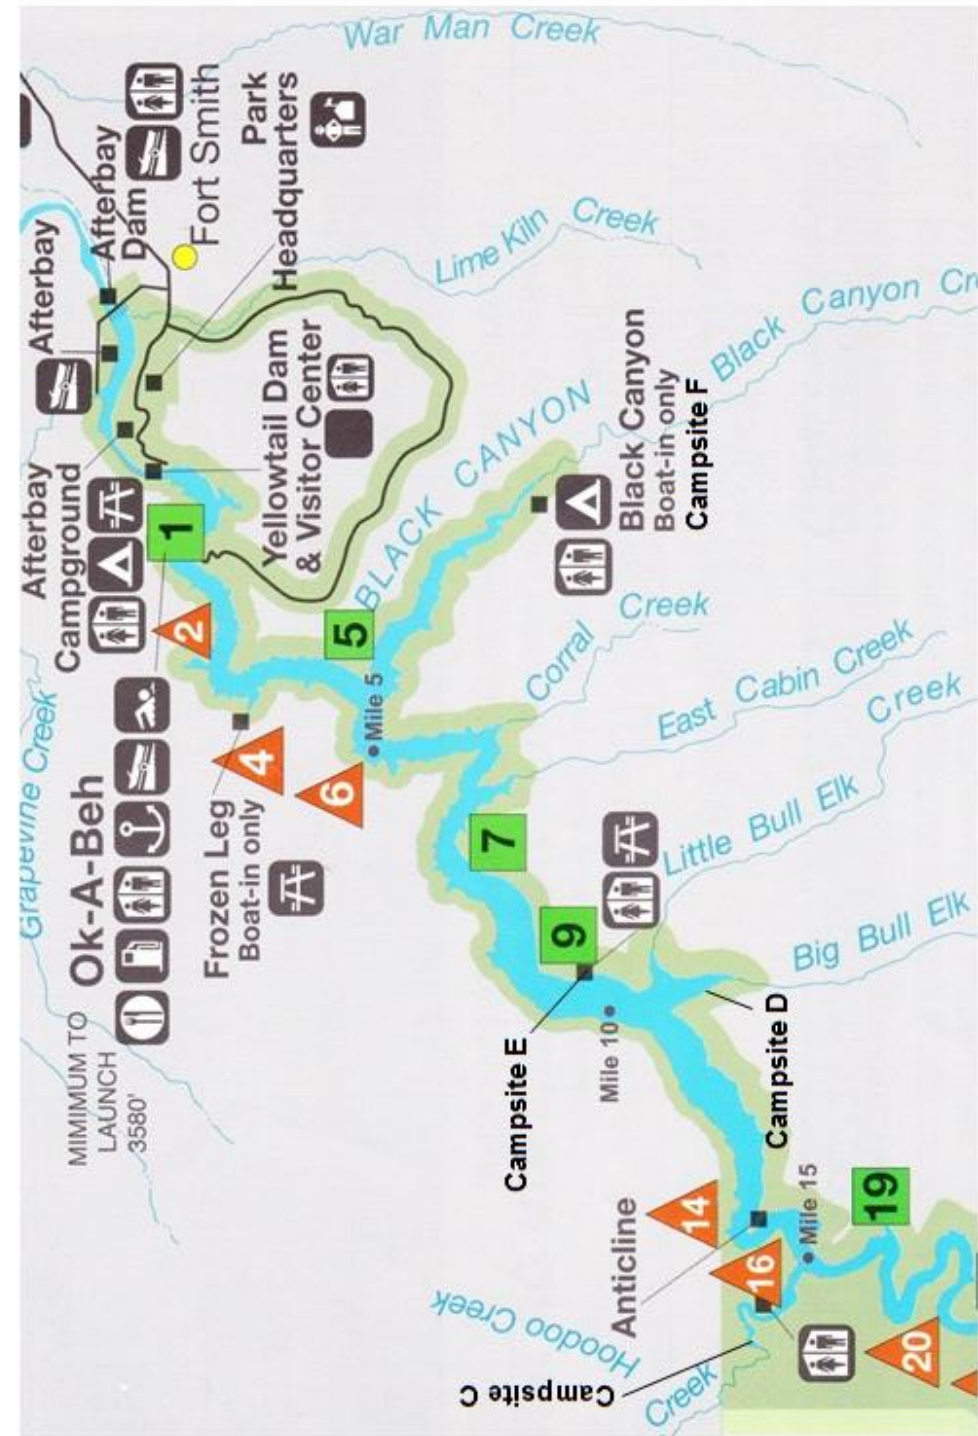 War Man Creek
Afterbay
Dam
Fort Smith
Park
Headquarters
Afterbay
Lime Kiln Creek
Black Canyon Cre
Yellowtail Dam
& Visitor Center
BLACK CANYON
Black Canyon
Boat-in only
Campsite F
Afterbay
Campground
1
2
5
Mile 5
4
6
Corral Creek
East Cabin Creek
Little Bull Elk Creek
Big Bull Elk
Grapevine Creek
Ok-A-Beh
MIMIMUM TO
LAUNCH
3580'
Frozen Leg
Boat-in only
7
9
Campsite E
Mile 10
Campsite D
Anticline
14
Mile 15
16
19
20
Hoodoo Creek
Campsite C
Creek